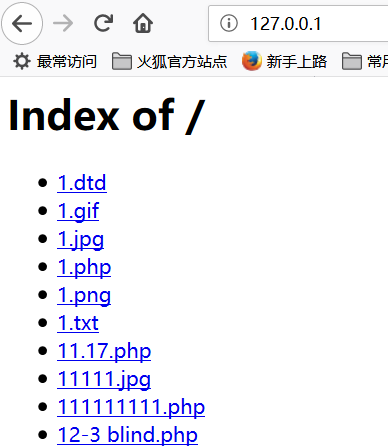 127.0.0.1
最常访问 火狐官方站点 新手上路 常用
Index of /
1.dtd
1.gif
1.jpg
1.php
1.png
1.txt
11.17.php
11111.jpg
111111111.php
12-3 blind.php